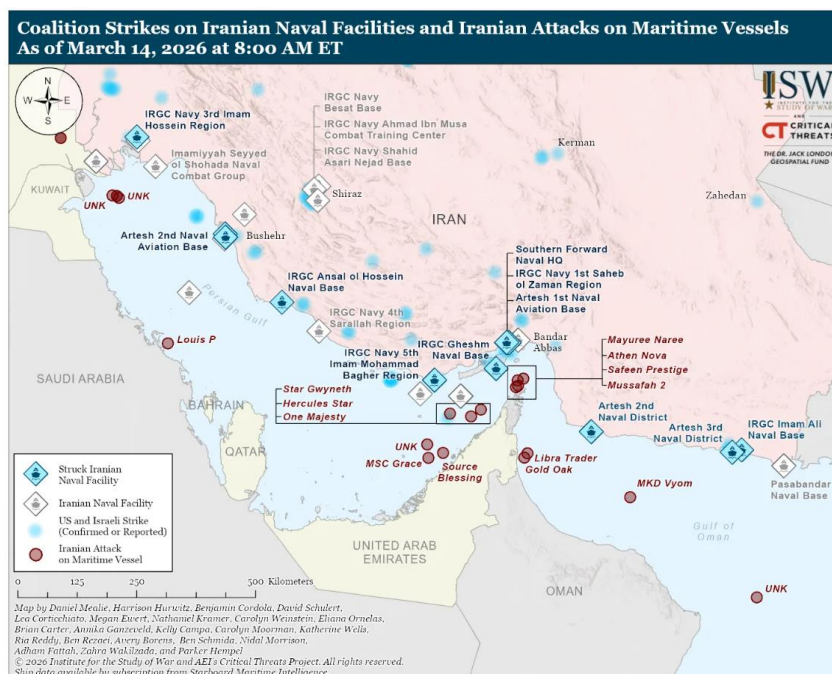 Coalition Strikes on Iranian Naval Facilities and Iranian Attacks on Maritime Vessels
As of March 14, 2026 at 8:00 AM ET
N
W E
S
ISW
INSTITUTE FOR THE
STUDY OF WAR
AND
CT CRITICAL
THREATS
THE DR. JACK LONDON
GEOSPATIAL FUND
IRGC Navy 3rd Imam
Hossein Region
IRGC Navy
Besat Base
IRGC Navy Ahmad Ibn Musa
Combat Training Center
IRGC Navy Shahid
Asari Nejad Base
Imamiyyah Seyyed
ol Shohada Naval
Combat Group
Kerman
Zahedan
Shiraz
KUWAIT
UNK
UNK
IRAN
Artesh 2nd Naval
Aviation Base
Bushehr
Southern Forward
Naval HQ
IRGC Navy 1st Saheb
ol Zaman Region
Artesh 1st Naval
Aviation Base
IRGC Ansal ol Hossein
Naval Base
Persian Gulf
IRGC Navy 4th
Sarallah Region
Louis P
IRGC Gheshm
Naval Base
Bandar
Abbas
Mayuree Naree
Athen Nova
Safeen Prestige
Mussafah 2
IRGC Navy 5th
Imam Mohammad
Bagher Region
SAUDI ARABIA
Star Gwyneth
Hercules Star
One Majesty
BAHRAIN
Artesh 2nd
Naval District
Artesh 3rd
Naval District
IRGC Imam Ali
Naval Base
QATAR
UNK
MSC Grace
Source
Blessing
Libra Trader
Gold Oak
MKD Vyom
Pasabandar
Naval Base
Struck Iranian
Naval Facility
Iranian Naval Facility
US and Israeli Strike
(Confirmed or Reported)
Iranian Attack
on Maritime Vessel
Gulf of
Oman
UNITED ARAB
EMIRATES
OMAN
UNK
0 125 250 500 Kilometers
Map by Daniel Mealie, Harrison Hurwitz, Benjamin Cordola, David Schulert,
Lea Corticchiato, Megan Ewert, Nathaniel Kramer, Carolyn Weinstein, Eliana Ornelas,
Brian Carter, Annika Ganzeveld, Kelly Campa, Carolyn Moorman, Katherine Wells,
Ria Reddy, Ben Rezaei, Avery Borens, Ben Schmida, Nidal Morrison,
Adham Fattah, Zahra Wakilzada, and Parker Hempel
© 2026 Institute for the Study of War and AEI's Critical Threats Project. All rights reserved.
Ship data available by subscription from Starboard Maritime Intelligence